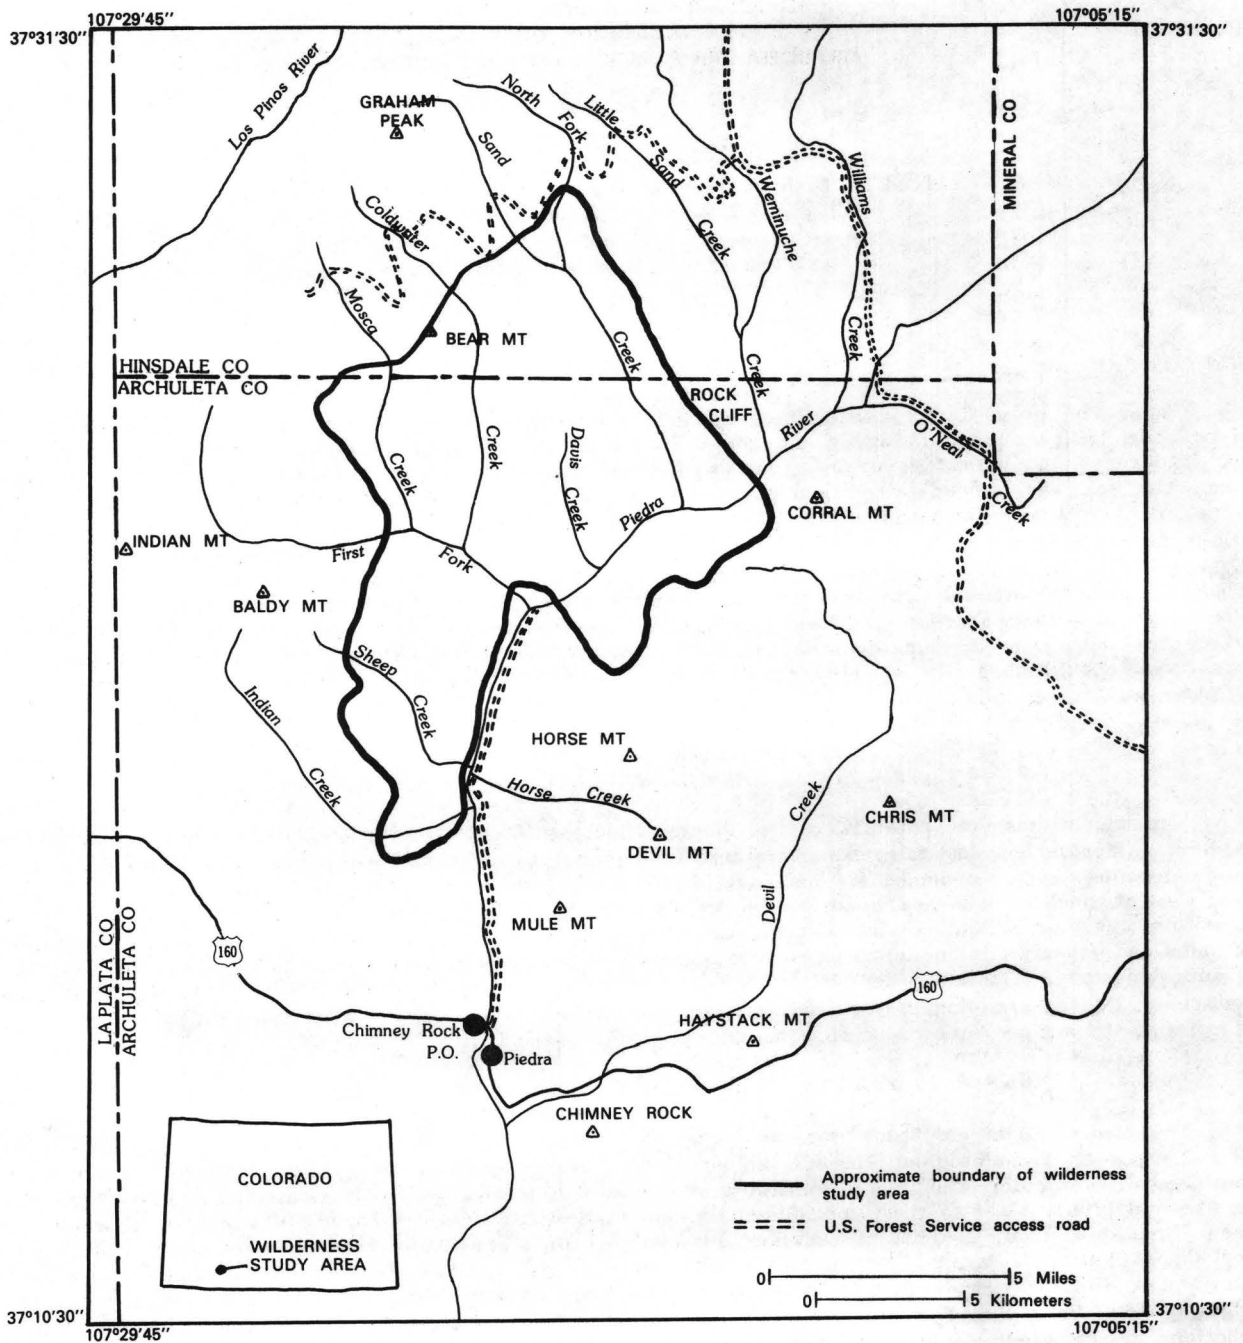 107°29'45"
107°05'15"
37°31'30"
37°31'30"
Los Pinos River
GRAHAM
PEAK
North
Fork
Little
Sand
Creek
Sand
Creek
Weminuche
Creek
Williams
Creek
MINERAL CO
Coldwater
Creek
Mosca
Creek
BEAR MT
HINSDALE CO
ARCHULETA CO
ROCK
CLIFF
River
Piedra
O'Neal
Creek
Davis
Creek
CORRAL MT
INDIAN MT
First
Fork
BALDY MT
Sheep
Creek
Indian
Creek
HORSE MT
Horse Creek
DEVIL MT
Devil
Creek
CHRIS MT
MULE MT
LA PLATA CO
ARCHULETA CO
160
160
HAYSTACK MT
Chimney Rock
P.O.
Piedra
CHIMNEY ROCK
COLORADO
WILDERNESS
STUDY AREA
Approximate boundary of wilderness
study area
U.S. Forest Service access road
0 5 Miles
0 5 Kilometers
37°10'30"
37°10'30"
107°29'45"
107°05'15"